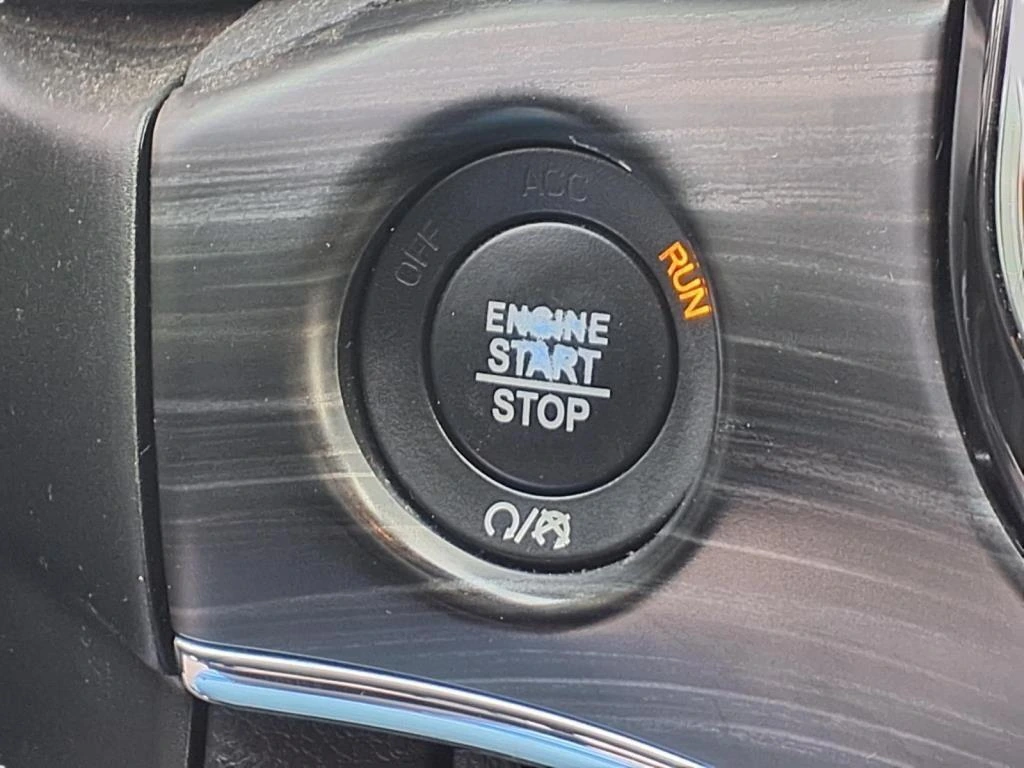 ACC
OFF
RUN
ENGINE
START
STOP